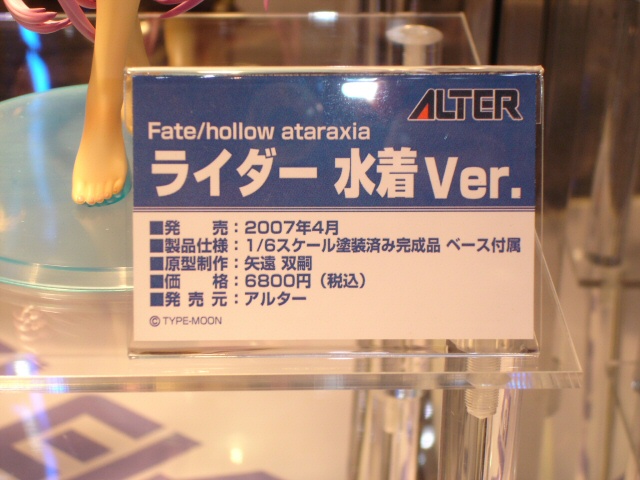 ALTER
Fate/hollow ataraxia
ライダー 水着 Ver.
■発　売：2007年4月
■製品仕様：1/6スケール塗装済み完成品 ベース付属
■原型制作：矢遠 双嗣
■価　格：6800円（税込）
■発 売 元：アルター
© TYPE-MOON